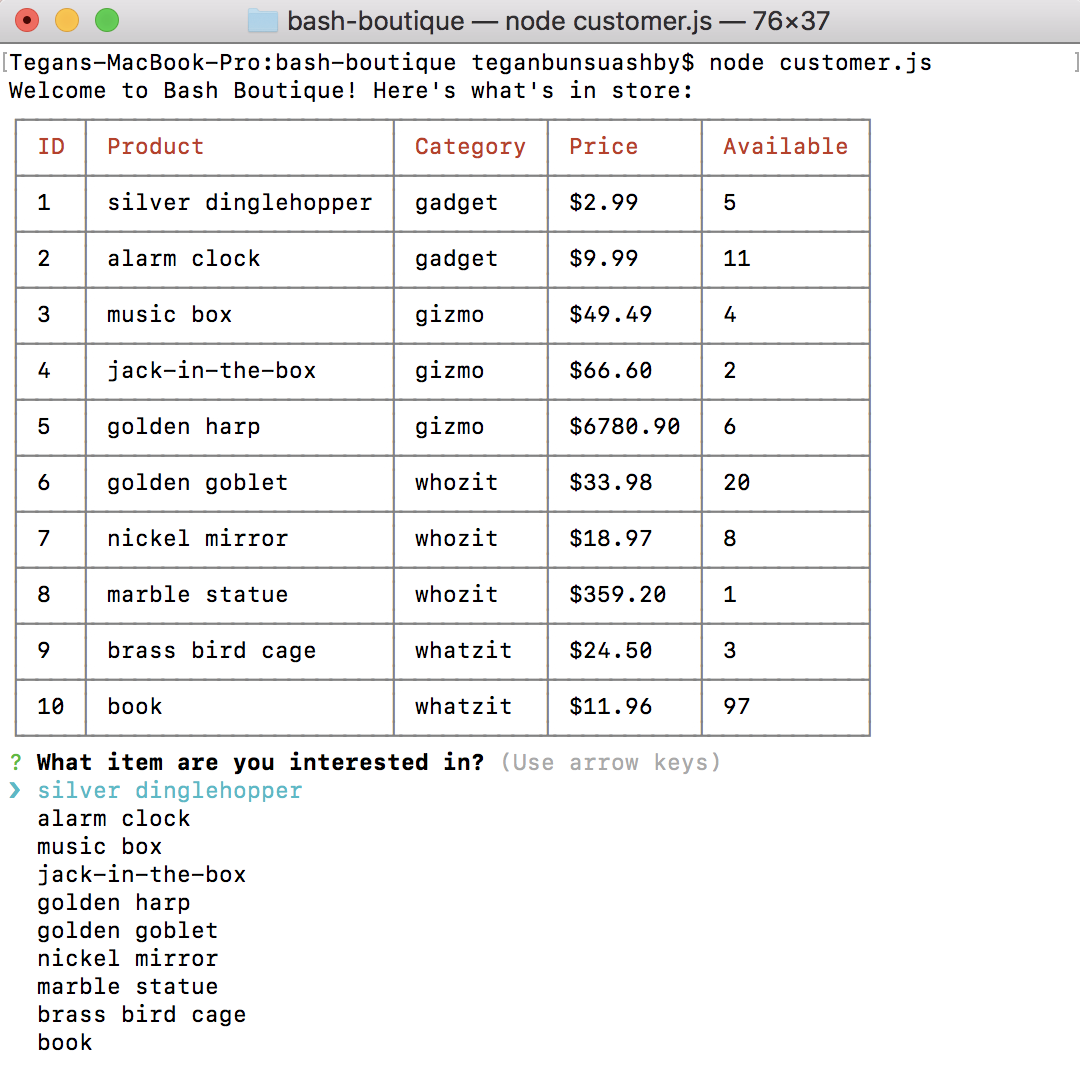 bash-boutique — node customer.js — 76×37
[Tegans-MacBook-Pro:bash-boutique teganbunsuashby$ node customer.js ]
Welcome to Bash Boutique! Here's what's in store:
ID Product Category Price Available
1 silver dinglehopper gadget $2.99 5
2 alarm clock gadget $9.99 11
3 music box gizmo $49.49 4
4 jack-in-the-box gizmo $66.60 2
5 golden harp gizmo $6780.90 6
6 golden goblet whozit $33.98 20
7 nickel mirror whozit $18.97 8
8 marble statue whozit $359.20 1
9 brass bird cage whatzit $24.50 3
10 book whatzit $11.96 97
? What item are you interested in? (Use arrow keys)
❯ silver dinglehopper
alarm clock
music box
jack-in-the-box
golden harp
golden goblet
nickel mirror
marble statue
brass bird cage
book